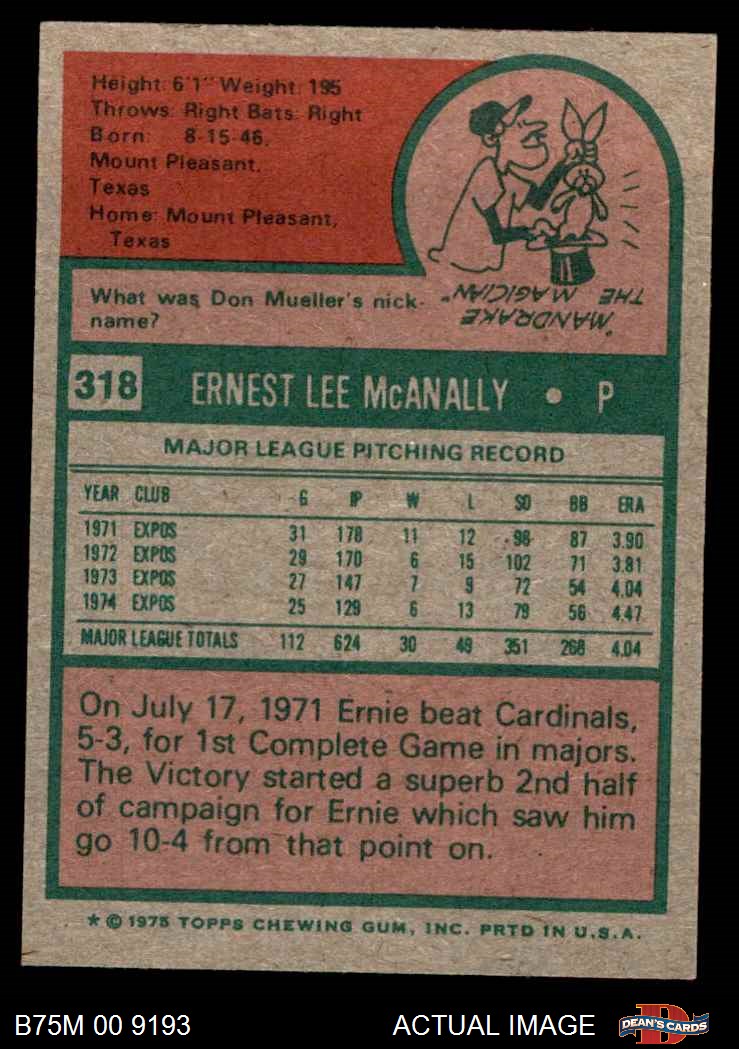 Height: 6'1" Weight: 195
Throws: Right Bats: Right
Born: 8-15-46,
Mount Pleasant,
Texas
Home: Mount Pleasant,
Texas
What was Don Mueller's nick-
name?
"MANDRAKE
THE MAGICIAN"
318 ERNEST LEE McANALLY • P
MAJOR LEAGUE PITCHING RECORD
YEAR CLUB G IP W L SO BB ERA
1971 EXPOS 31 178 11 12 98 87 3.90
1972 EXPOS 29 170 6 15 102 71 3.81
1973 EXPOS 27 147 7 9 72 54 4.04
1974 EXPOS 25 129 6 13 79 56 4.47
MAJOR LEAGUE TOTALS 112 624 30 49 351 268 4.04
On July 17, 1971 Ernie beat Cardinals,
5-3, for 1st Complete Game in majors.
The Victory started a superb 2nd half
of campaign for Ernie which saw him
go 10-4 from that point on.
* © 1975 TOPPS CHEWING GUM, INC. PRTD IN U.S.A.
B75M 00 9193 ACTUAL IMAGE D DEAN'S CARDS